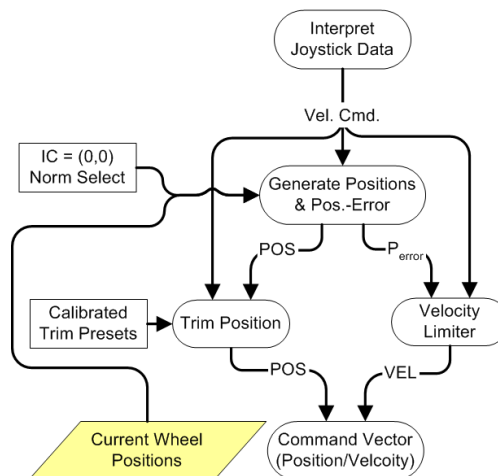 Interpret
Joystick Data
Vel. Cmd.
IC = (0,0)
Norm Select
Generate Positions
& Pos.-Error
POS
Perror
Calibrated
Trim Presets
Trim Position
Velocity
Limiter
POS
VEL
Current Wheel
Positions
Command Vector
(Position/Velcoity)